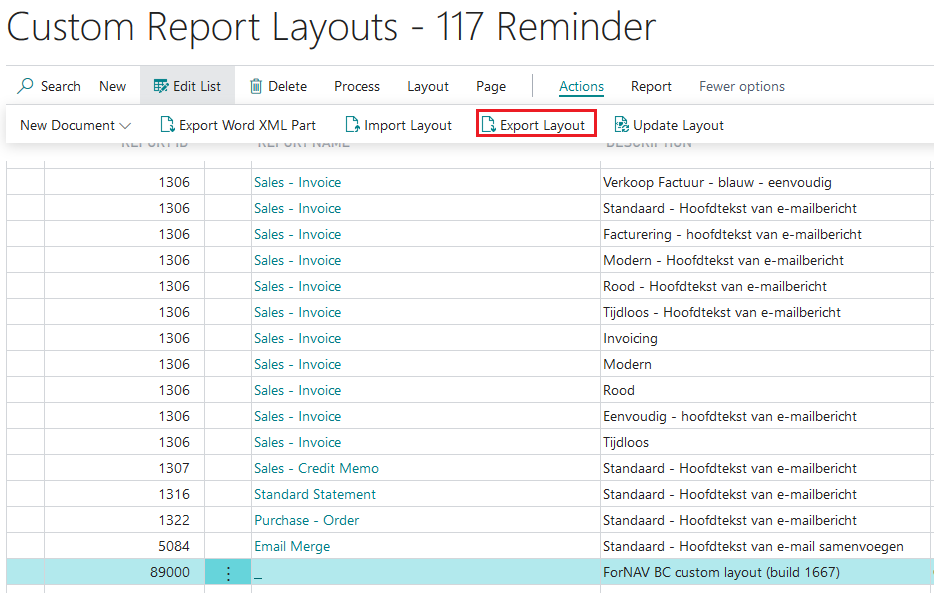 Custom Report Layouts - 117 Reminder
Search New Edit List Delete Process Layout Page Actions Report Fewer options
New Document Export Word XML Part Import Layout Export Layout Update Layout
REPORT ID REPORT NAME DESCRIPTION
1306 Sales - Invoice Verkoop Factuur - blauw - eenvoudig
1306 Sales - Invoice Standaard - Hoofdtekst van e-mailbericht
1306 Sales - Invoice Facturering - hoofdtekst van e-mailbericht
1306 Sales - Invoice Modern - Hoofdtekst van e-mailbericht
1306 Sales - Invoice Rood - Hoofdtekst van e-mailbericht
1306 Sales - Invoice Tijdloos - Hoofdtekst van e-mailbericht
1306 Sales - Invoice Invoicing
1306 Sales - Invoice Modern
1306 Sales - Invoice Rood
1306 Sales - Invoice Eenvoudig - hoofdtekst van e-mailbericht
1306 Sales - Invoice Tijdloos
1307 Sales - Credit Memo Standaard - Hoofdtekst van e-mailbericht
1316 Standard Statement Standaard - Hoofdtekst van e-mailbericht
1322 Purchase - Order Standaard - Hoofdtekst van e-mailbericht
5084 Email Merge Standaard - Hoofdtekst van e-mail samenvoegen
89000 _ ForNAV BC custom layout (build 1667)